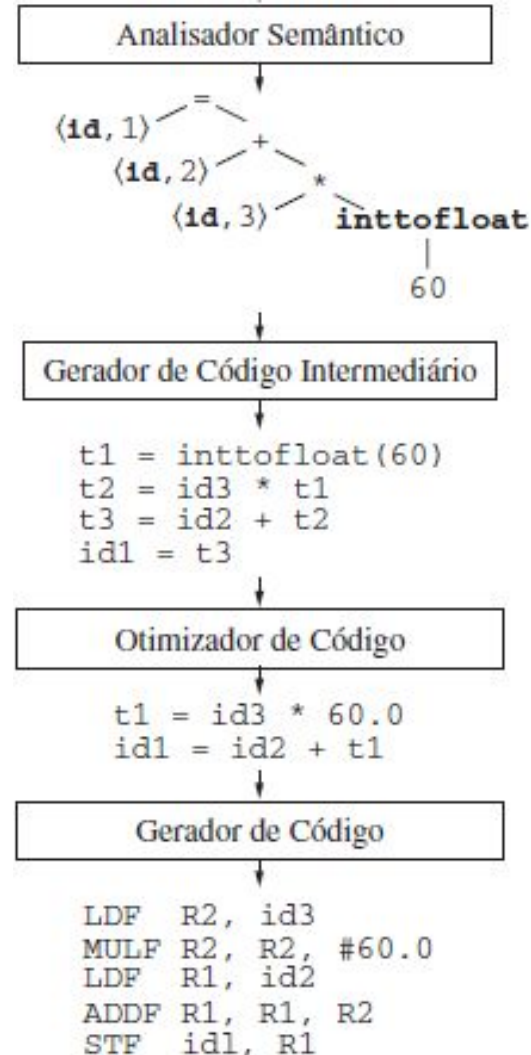 Analisador Semântico
=
⟨id, 1⟩
+
⟨id, 2⟩
*
⟨id, 3⟩
inttofloat
60
Gerador de Código Intermediário
t1 = inttofloat(60)
t2 = id3 * t1
t3 = id2 + t2
id1 = t3
Otimizador de Código
t1 = id3 * 60.0
id1 = id2 + t1
Gerador de Código
LDF R2, id3
MULF R2, R2, #60.0
LDF R1, id2
ADDF R1, R1, R2
STF id1, R1